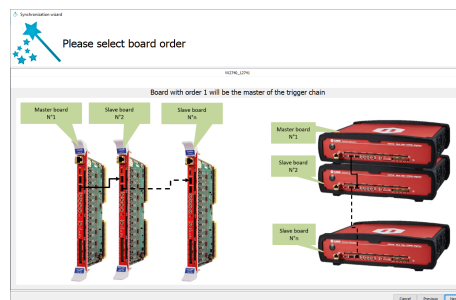 Synchronization wizard
Please select board order
Board with order 1 will be the master of the trigger chain
Master board
N°1
Slave board
N°2
Slave board
N°n
Master board
N°1
Slave board
N°2
Slave board
N°n
Cancel
Previous